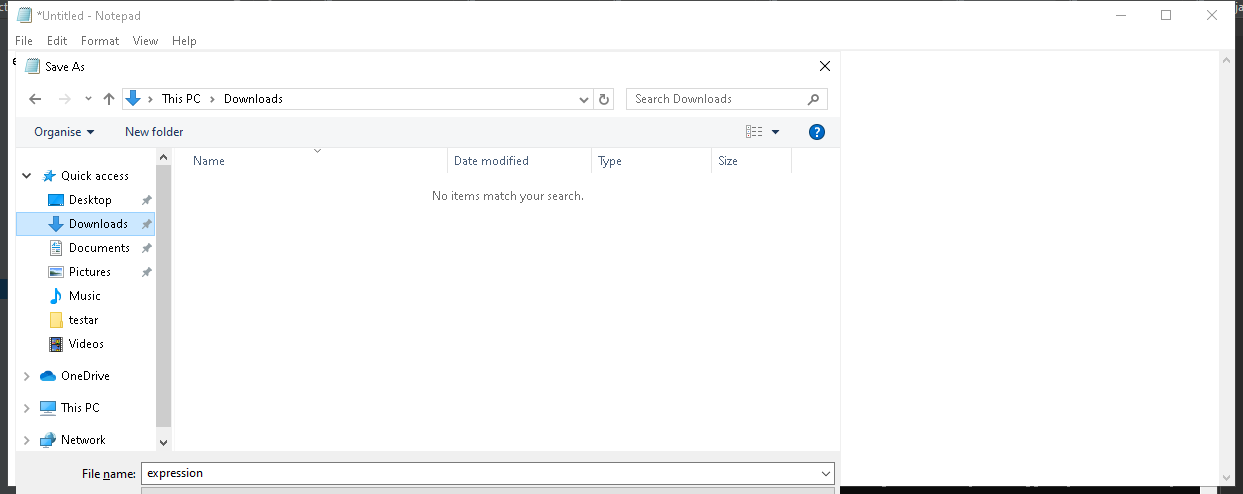 *Untitled - Notepad
File Edit Format View Help
Save As
This PC Downloads
Search Downloads
Organise New folder
?
Name Date modified Type Size
No items match your search.
Quick access
Desktop
Downloads
Documents
Pictures
Music
testar
Videos
OneDrive
This PC
Network
File name: expression